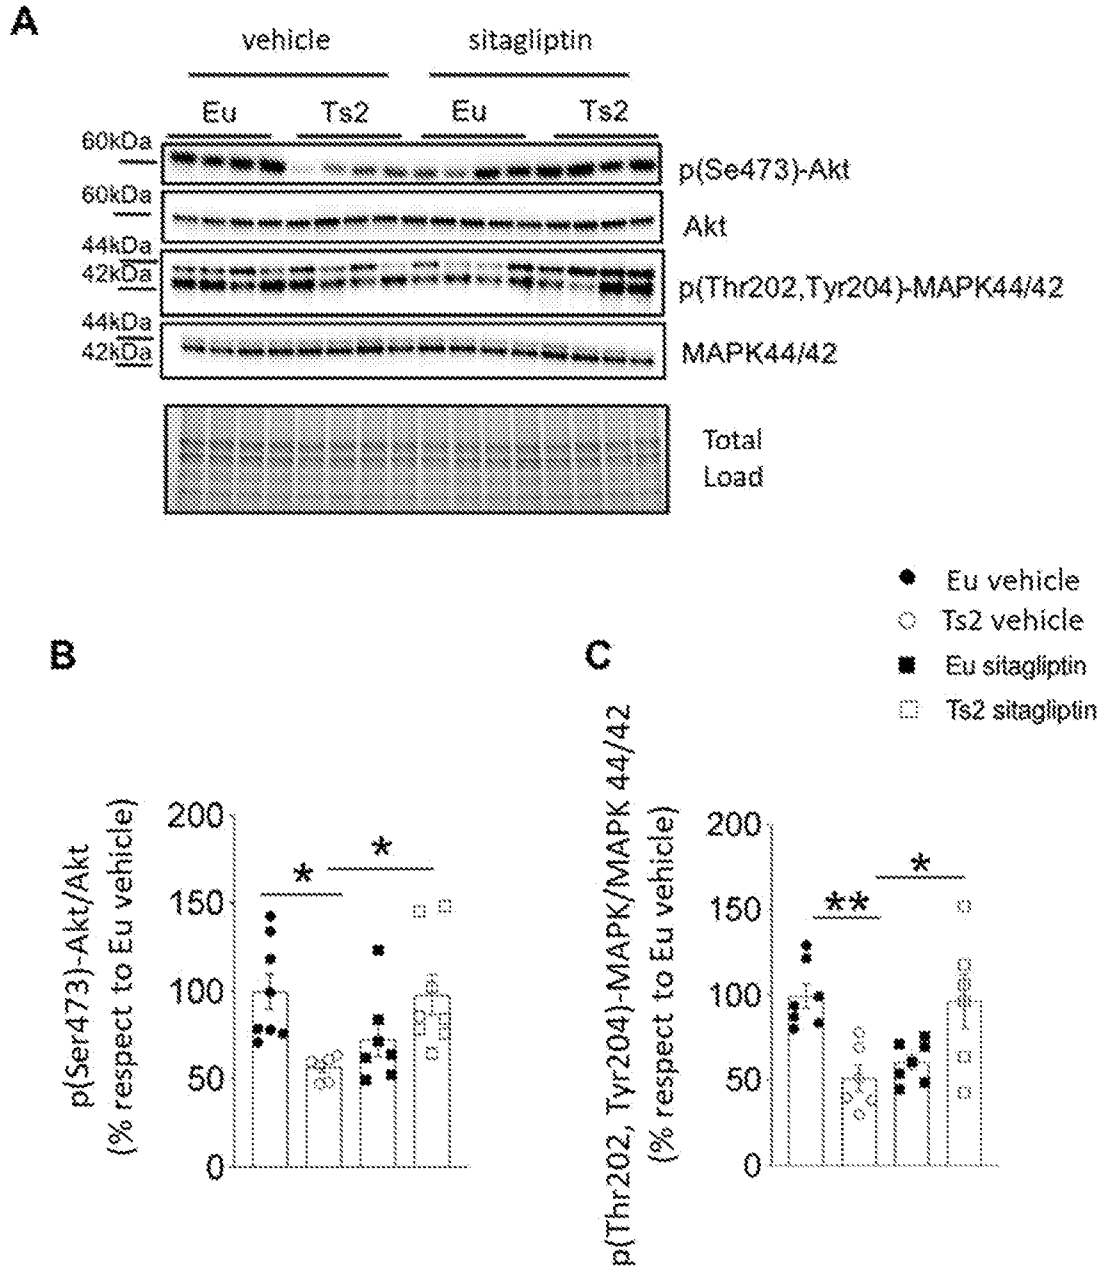 A
vehicle sitagliptin
Eu Ts2 Eu Ts2
60kDa
p(Se473)-Akt
60kDa
Akt
44kDa
42kDa
p(Thr202,Tyr204)-MAPK44/42
44kDa
42kDa
MAPK44/42
Total
Load
Eu vehicle
Ts2 vehicle
Eu sitagliptin
Ts2 sitagliptin
B
p(Ser473)-Akt/Akt
(% respect to Eu vehicle)
200
150
100
50
0
*
*
C
p(Thr202, Tyr204)-MAPK/MAPK 44/42
(% respect to Eu vehicle)
200
150
100
50
0
**
*